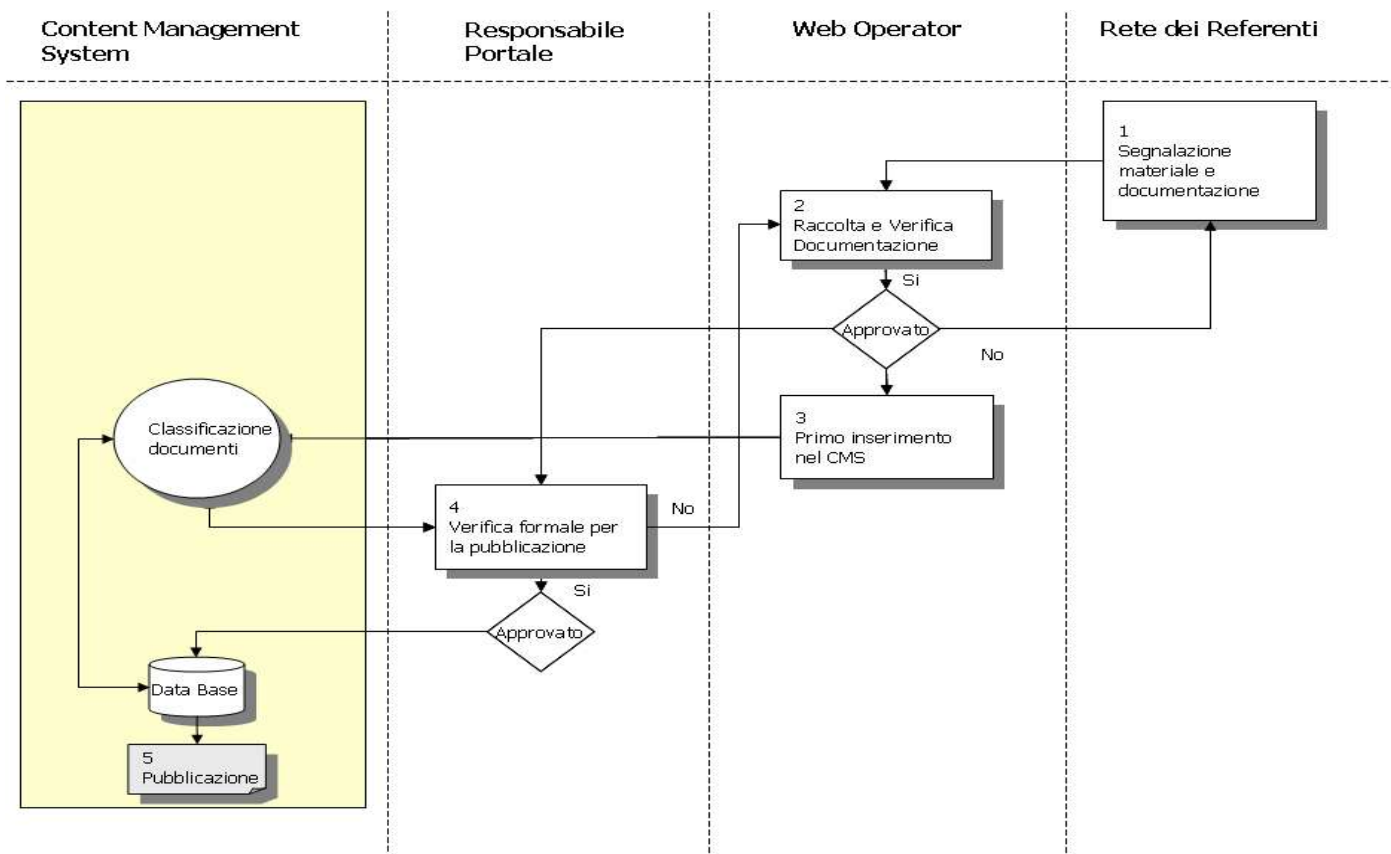 Content Management
System
Responsabile
Portale
Web Operator
Rete dei Referenti
1
Segnalazione
materiale e
documentazione
2
Raccolta e Verifica
Documentazione
Si
Approvato
No
3
Primo inserimento
nel CMS
Classificazione
documenti
4
Verifica formale per
la pubblicazione
No
Si
Approvato
Data Base
5
Pubblicazione